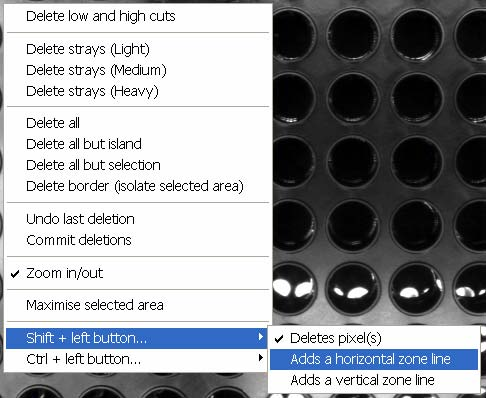 Delete low and high cuts
Delete strays (Light)
Delete strays (Medium)
Delete strays (Heavy)
Delete all
Delete all but island
Delete all but selection
Delete border (isolate selected area)
Undo last deletion
Commit deletions
Zoom in/out
Maximise selected area
Shift + left button...
Ctrl + left button...
Deletes pixel(s)
Adds a horizontal zone line
Adds a vertical zone line